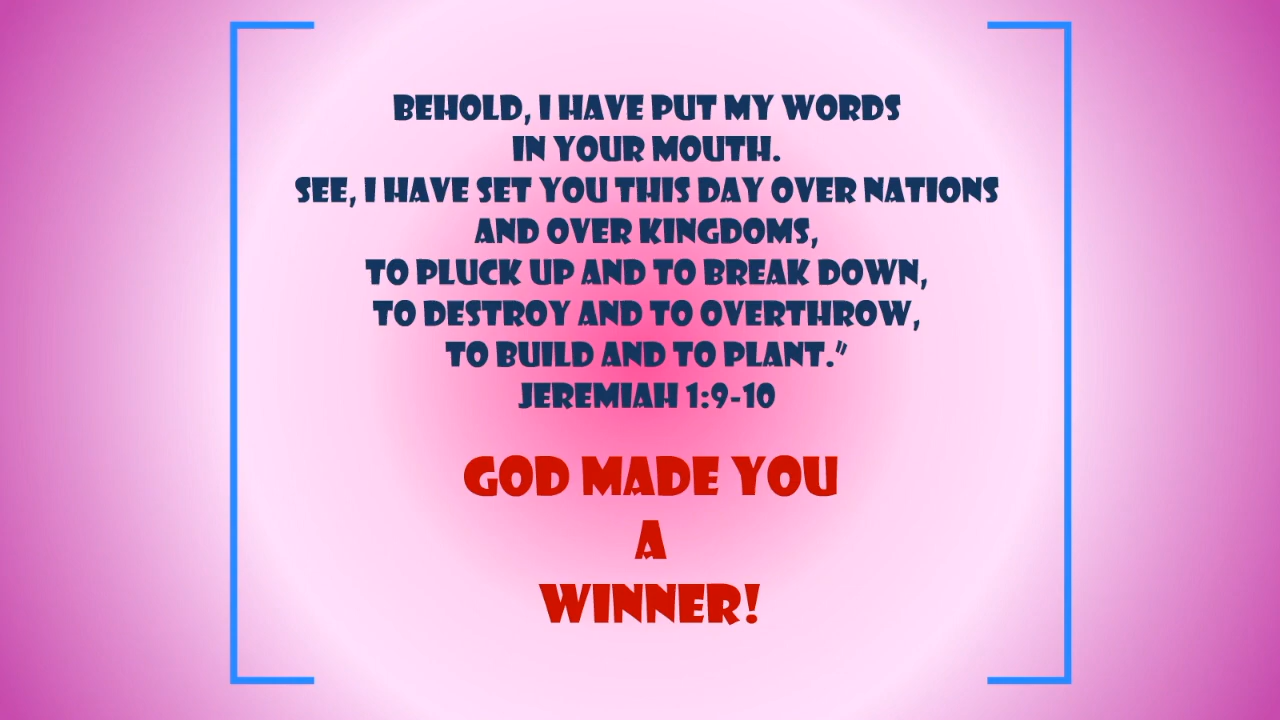 BEHOLD, I HAVE PUT MY WORDS
IN YOUR MOUTH.
SEE, I HAVE SET YOU THIS DAY OVER NATIONS
AND OVER KINGDOMS,
TO PLUCK UP AND TO BREAK DOWN,
TO DESTROY AND TO OVERTHROW,
TO BUILD AND TO PLANT."
JEREMIAH 1:9-10
GOD MADE YOU
A
WINNER!